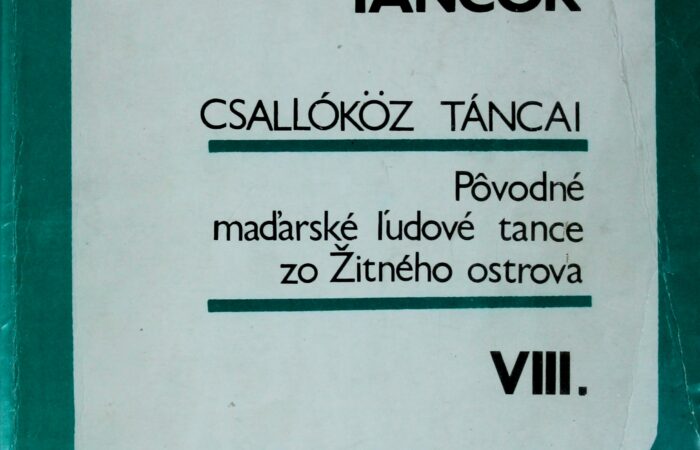 TÁNCOK
CSALLÓKÖZ TÁNCAI
Pôvodné
maďarské ľudové tance
zo Žitného ostrova
VIII.